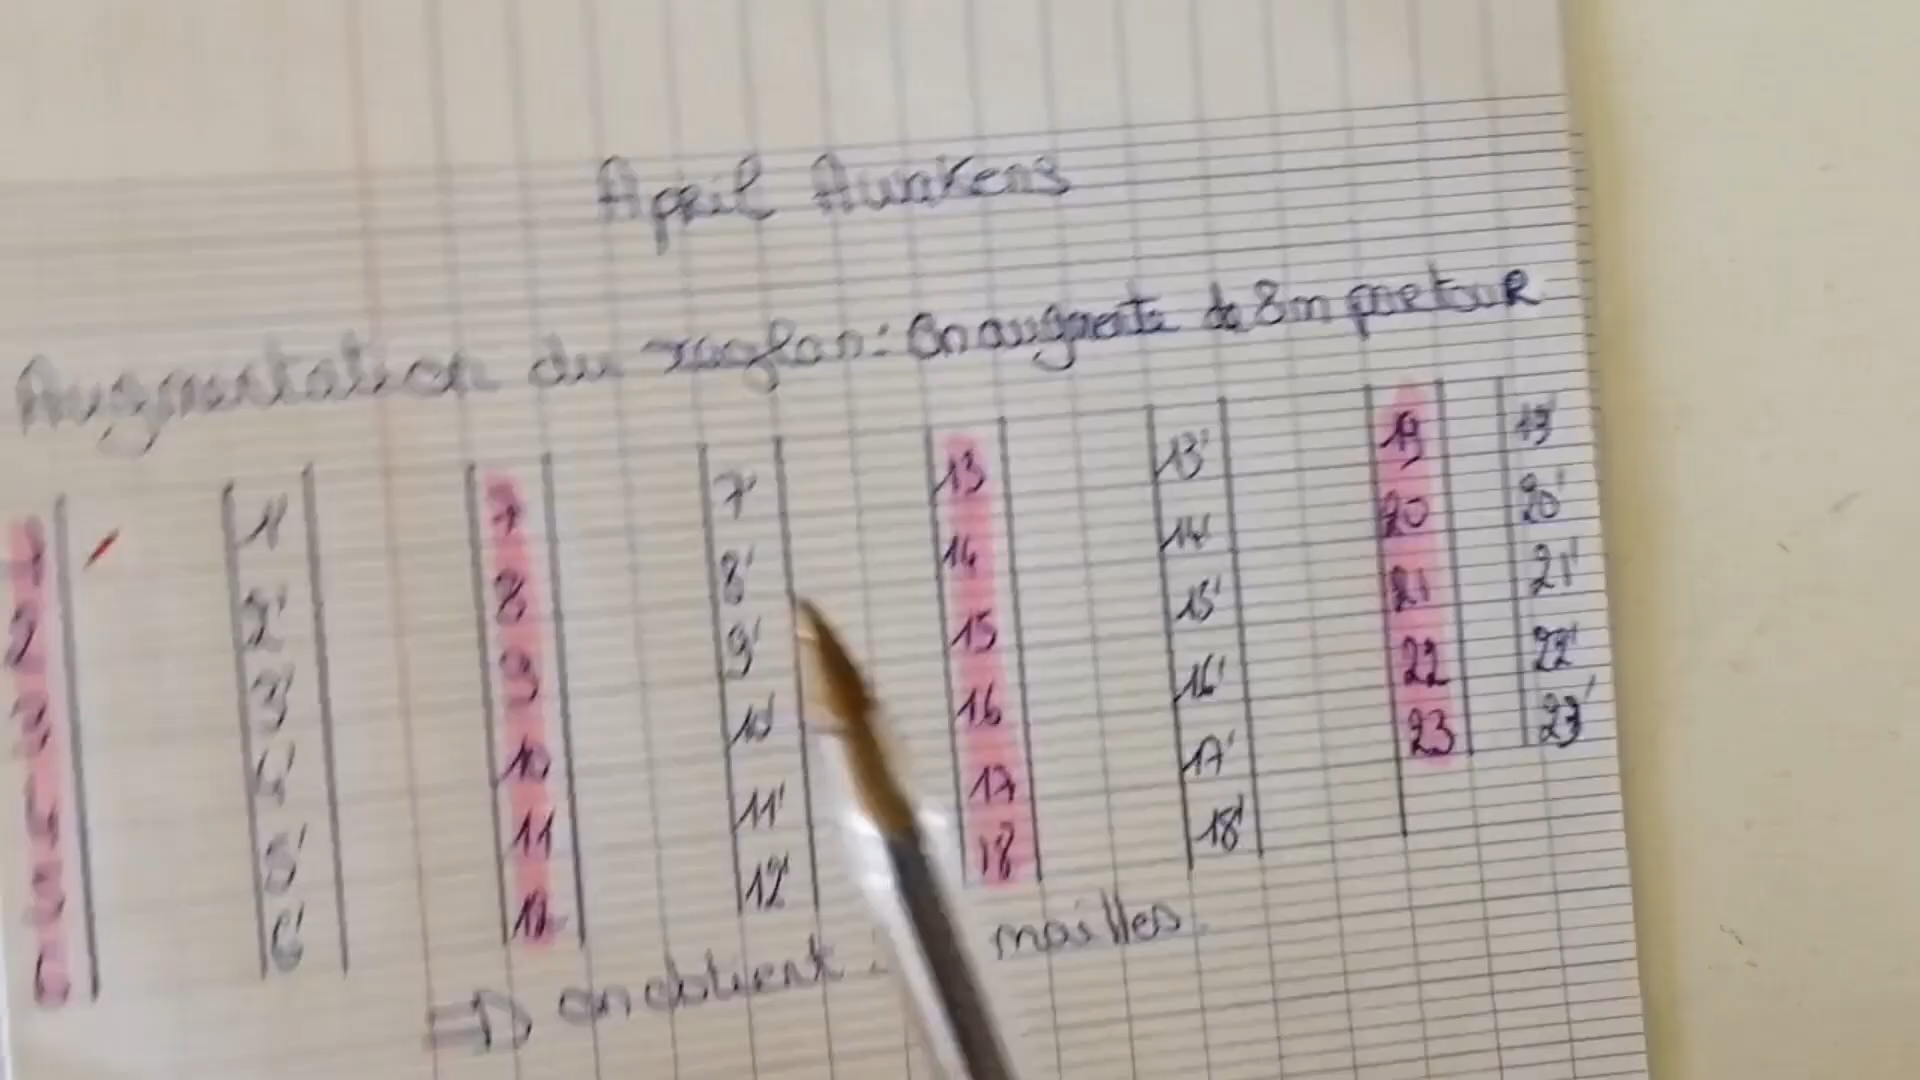 April
Augmentation du raglan: On augmente de 8m par tour
1 1' 7 7' 13 13' 19 19'
2 2' 8 8' 14 14' 20 20'
3 3' 9 9' 15 15' 21 21'
4 4' 10 10' 16 16' 22 22'
5 5' 11 11' 17 17' 23 23'
6 6' 12 12' 18 18'
=> on obtient : mailles.